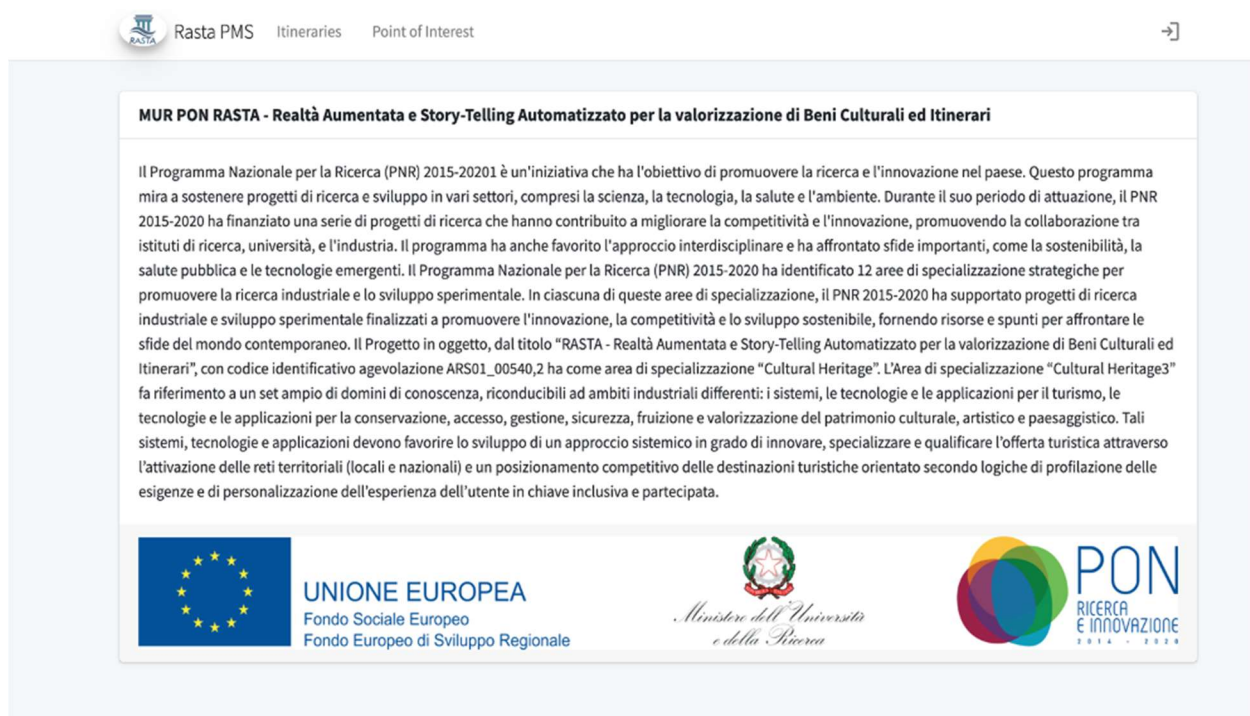 RASTA
Rasta PMS
Itineraries
Point of Interest
MUR PON RASTA - Realtà Aumentata e Story-Telling Automatizzato per la valorizzazione di Beni Culturali ed Itinerari
Il Programma Nazionale per la Ricerca (PNR) 2015-20201 è un'iniziativa che ha l'obiettivo di promuovere la ricerca e l'innovazione nel paese. Questo programma
mira a sostenere progetti di ricerca e sviluppo in vari settori, compresi la scienza, la tecnologia, la salute e l'ambiente. Durante il suo periodo di attuazione, il PNR
2015-2020 ha finanziato una serie di progetti di ricerca che hanno contribuito a migliorare la competitività e l'innovazione, promuovendo la collaborazione tra
istituti di ricerca, università, e l'industria. Il programma ha anche favorito l'approccio interdisciplinare e ha affrontato sfide importanti, come la sostenibilità, la
salute pubblica e le tecnologie emergenti. Il Programma Nazionale per la Ricerca (PNR) 2015-2020 ha identificato 12 aree di specializzazione strategiche per
promuovere la ricerca industriale e lo sviluppo sperimentale. In ciascuna di queste aree di specializzazione, il PNR 2015-2020 ha supportato progetti di ricerca
industriale e sviluppo sperimentale finalizzati a promuovere l'innovazione, la competitività e lo sviluppo sostenibile, fornendo risorse e spunti per affrontare le
sfide del mondo contemporaneo. Il Progetto in oggetto, dal titolo “RASTA - Realtà Aumentata e Story-Telling Automatizzato per la valorizzazione di Beni Culturali ed
Itinerari”, con codice identificativo agevolazione ARS01_00540,2 ha come area di specializzazione “Cultural Heritage”. L’Area di specializzazione “Cultural Heritage3”
fa riferimento a un set ampio di domini di conoscenza, riconducibili ad ambiti industriali differenti: i sistemi, le tecnologie e le applicazioni per il turismo, le
tecnologie e le applicazioni per la conservazione, accesso, gestione, sicurezza, fruizione e valorizzazione del patrimonio culturale, artistico e paesaggistico. Tali
sistemi, tecnologie e applicazioni devono favorire lo sviluppo di un approccio sistemico in grado di innovare, specializzare e qualificare l’offerta turistica attraverso
l’attivazione delle reti territoriali (locali e nazionali) e un posizionamento competitivo delle destinazioni turistiche orientato secondo logiche di profilazione delle
esigenze e di personalizzazione dell’esperienza dell’utente in chiave inclusiva e partecipata.
UNIONE EUROPEA
Fondo Sociale Europeo
Fondo Europeo di Sviluppo Regionale
Ministero dell'Università
e della Ricerca
PON
RICERCA
E INNOVAZIONE
2014 - 2020